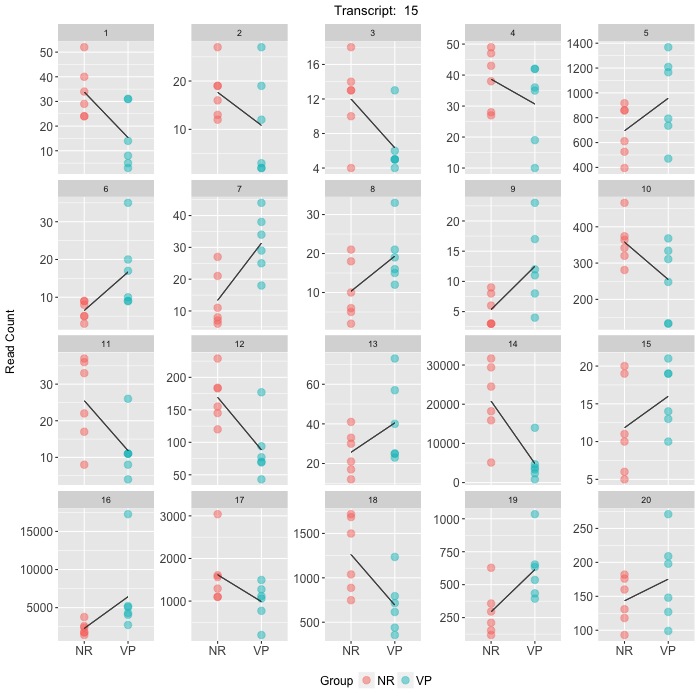 Transcript: 15
1 2 3 4 5
50 40 30 20 10
20 10
16 12 8 4
50 40 30 20 10
1400 1200 1000 800 600 400
6 7 8 9 10
30 20 10
40 30 20 10
30 20 10
20 15 10 5
400 300 200
11 12 13 14 15
30 20 10
200 150 100 50
60 40 20
30000 20000 10000 0
20 15 10 5
16 17 18 19 20
15000 10000 5000
3000 2000 1000
1500 1000 500
1000 750 500 250
250 200 150 100
NR VP NR VP NR VP NR VP NR VP
Read Count
Group NR VP